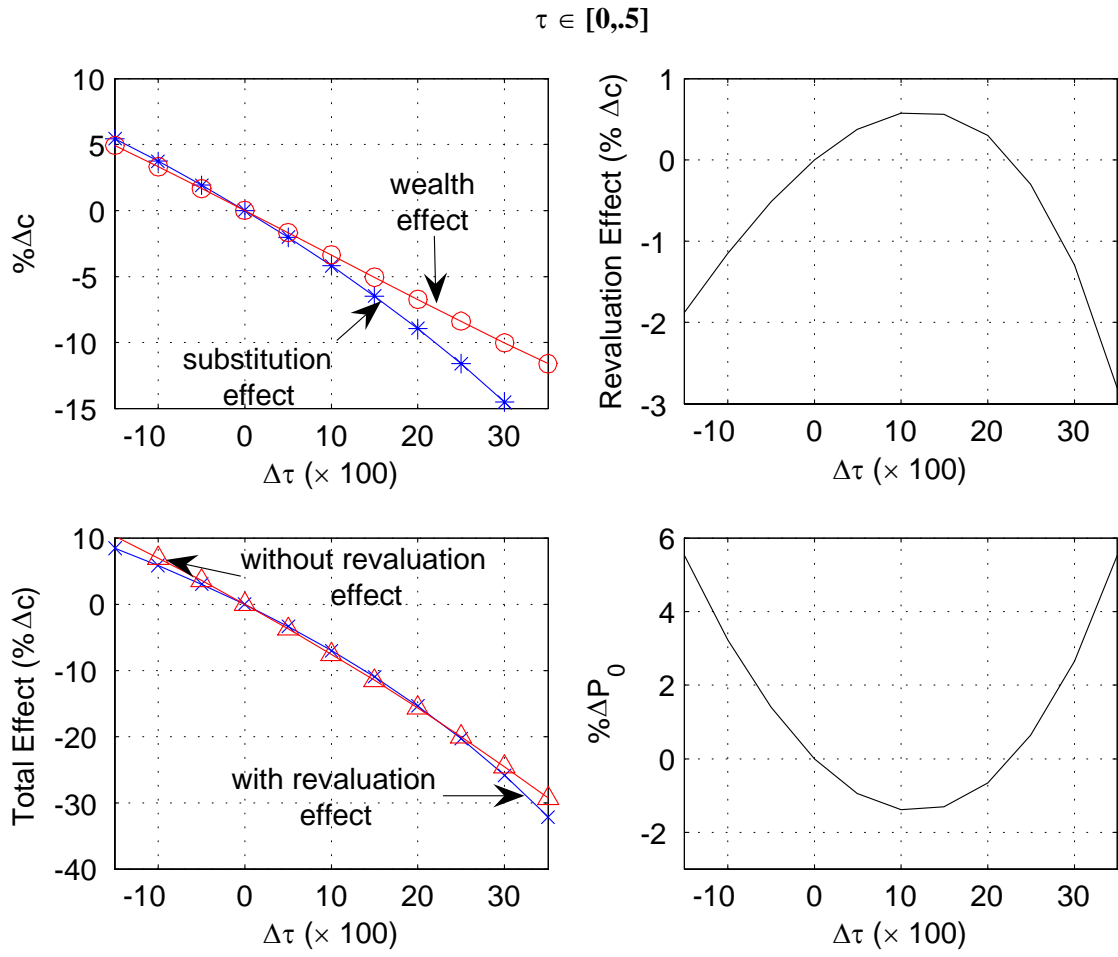 τ ∈ [0,.5]
10
5
0
-5
-10
-15
%Δc
wealth
effect
substitution
effect
-10 0 10 20 30
Δτ (× 100)
1
0
-1
-2
-3
Revaluation Effect (% Δc)
-10 0 10 20 30
Δτ (× 100)
10
0
-10
-20
-30
-40
Total Effect (%Δc)
without revaluation
effect
with revaluation
effect
-10 0 10 20 30
Δτ (× 100)
6
4
2
0
-2
%ΔP_0
-10 0 10 20 30
Δτ (× 100)